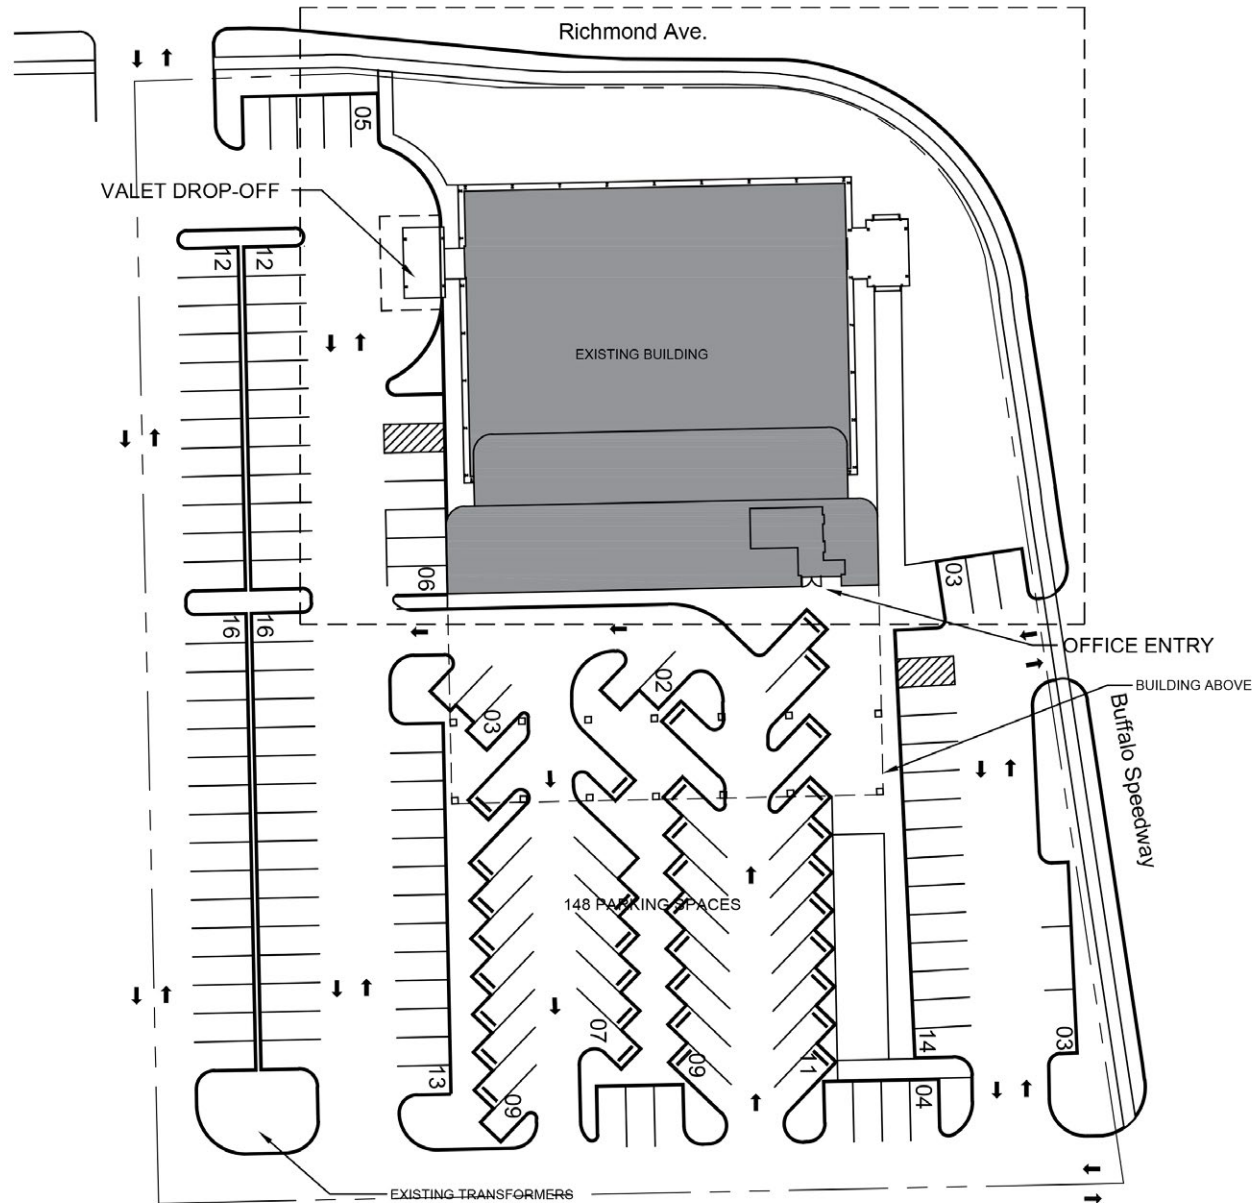 Richmond Ave.
05
VALET DROP-OFF
12
12
EXISTING BUILDING
06
03
16
16
OFFICE ENTRY
02
BUILDING ABOVE
03
Buffalo Speedway
148 PARKING SPACES
07
14
03
09
11
13
04
09
EXISTING TRANSFORMERS